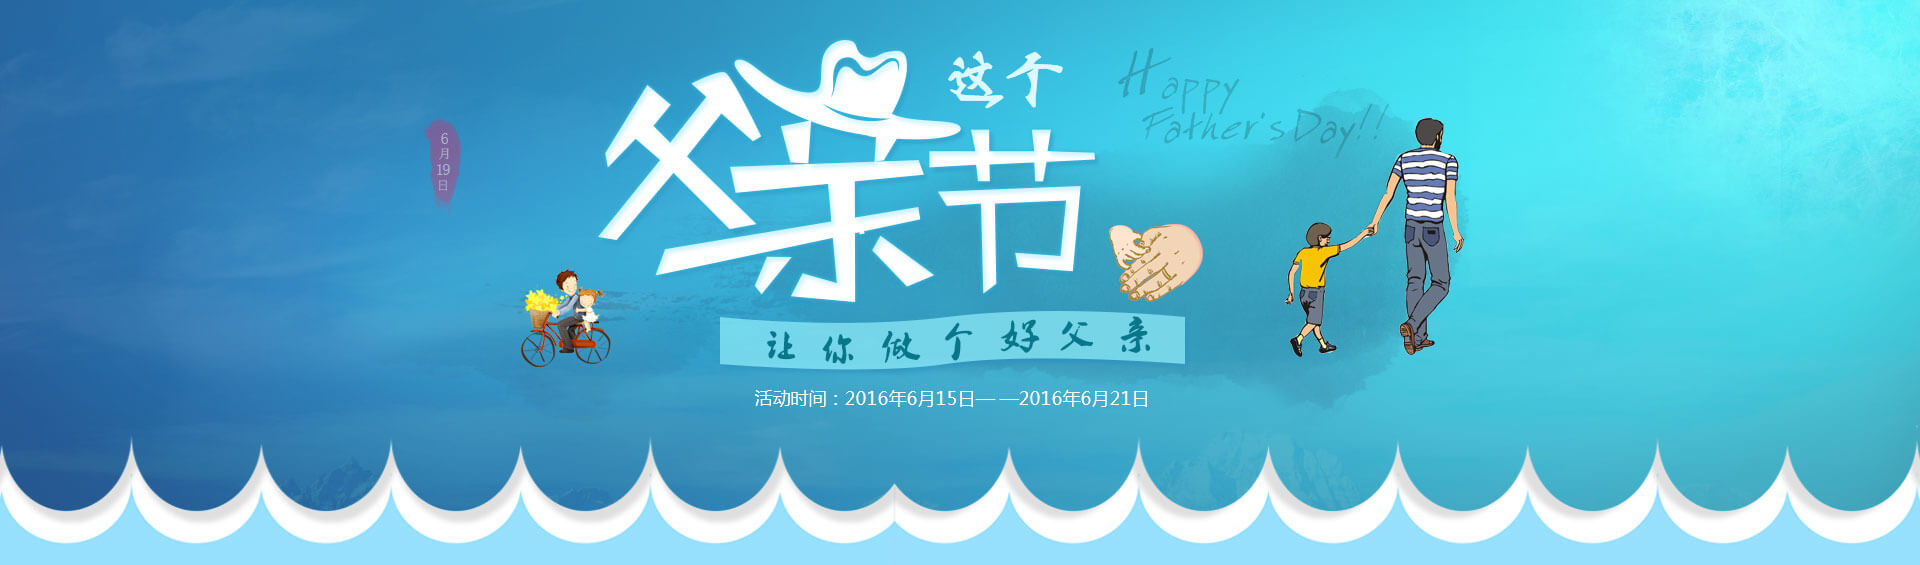 这个
父亲节
Happy
Father's Day!!
6
月
19
日
让你做个好父亲
活动时间：2016年6月15日— —2016年6月21日